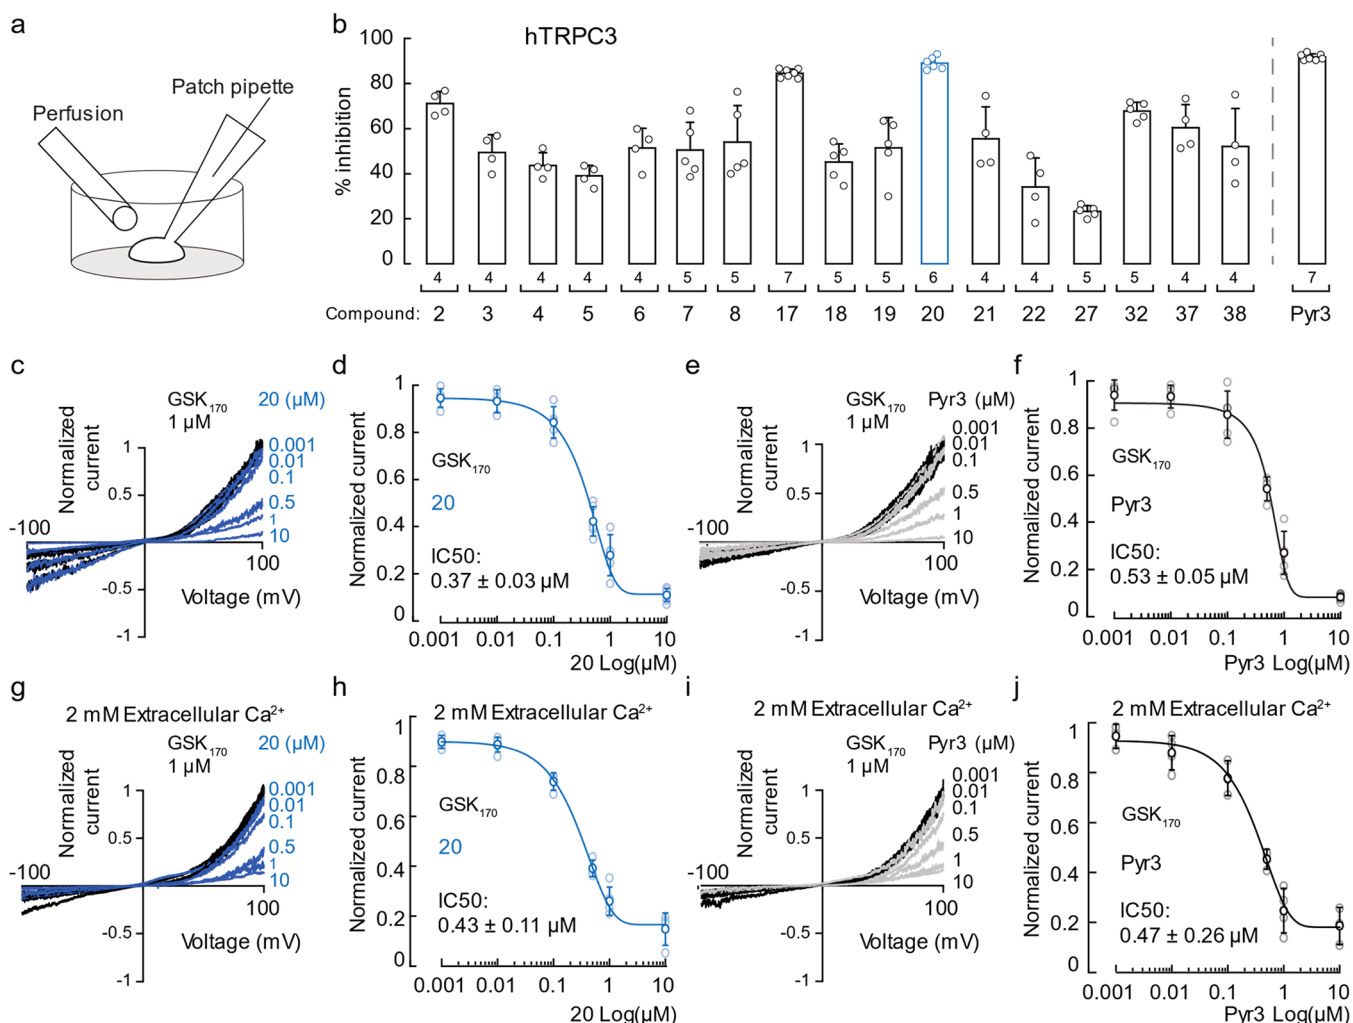 a
Perfusion
Patch pipette
b
hTRPC3
% inhibition
100
80
60
40
20
0
4 4 4 4 4 5 5 7 5 5 6 4 4 5 5 4 4 7
Compound: 2 3 4 5 6 7 8 17 18 19 20 21 22 27 32 37 38 Pyr3
c
Normalized current
GSK170 1 µM
20 (µM)
0.001
0.01
0.1
0.5
1
10
1
0.5
-100
100
-0.5
-1
Voltage (mV)
d
Normalized current
1
0.8
0.6
0.4
0.2
0
GSK170
20
IC50:
0.37 ± 0.03 µM
0.001 0.01 0.1 1 10
20 Log(µM)
e
Normalized current
GSK170 1 µM
Pyr3 (µM)
0.001
0.01
0.1
0.5
1
10
1
0.5
-100
100
-0.5
-1
Voltage (mV)
f
Normalized current
1
0.8
0.6
0.4
0.2
0
GSK170
Pyr3
IC50:
0.53 ± 0.05 µM
0.001 0.01 0.1 1 10
Pyr3 Log(µM)
g
2 mM Extracellular Ca2+
Normalized current
GSK170 1 µM
20 (µM)
0.001
0.01
0.1
0.5
1
10
1
0.5
-100
100
-0.5
-1
Voltage (mV)
h
2 mM Extracellular Ca2+
Normalized current
1
0.8
0.6
0.4
0.2
0
GSK170
20
IC50:
0.43 ± 0.11 µM
0.001 0.01 0.1 1 10
20 Log(µM)
i
2 mM Extracellular Ca2+
Normalized current
GSK170 1 µM
Pyr3 (µM)
0.001
0.01
0.1
0.5
1
10
1
0.5
-100
100
-0.5
-1
Voltage (mV)
j
2 mM Extracellular Ca2+
Normalized current
1
0.8
0.6
0.4
0.2
0
GSK170
Pyr3
IC50:
0.47 ± 0.26 µM
0.001 0.01 0.1 1 10
Pyr3 Log(µM)